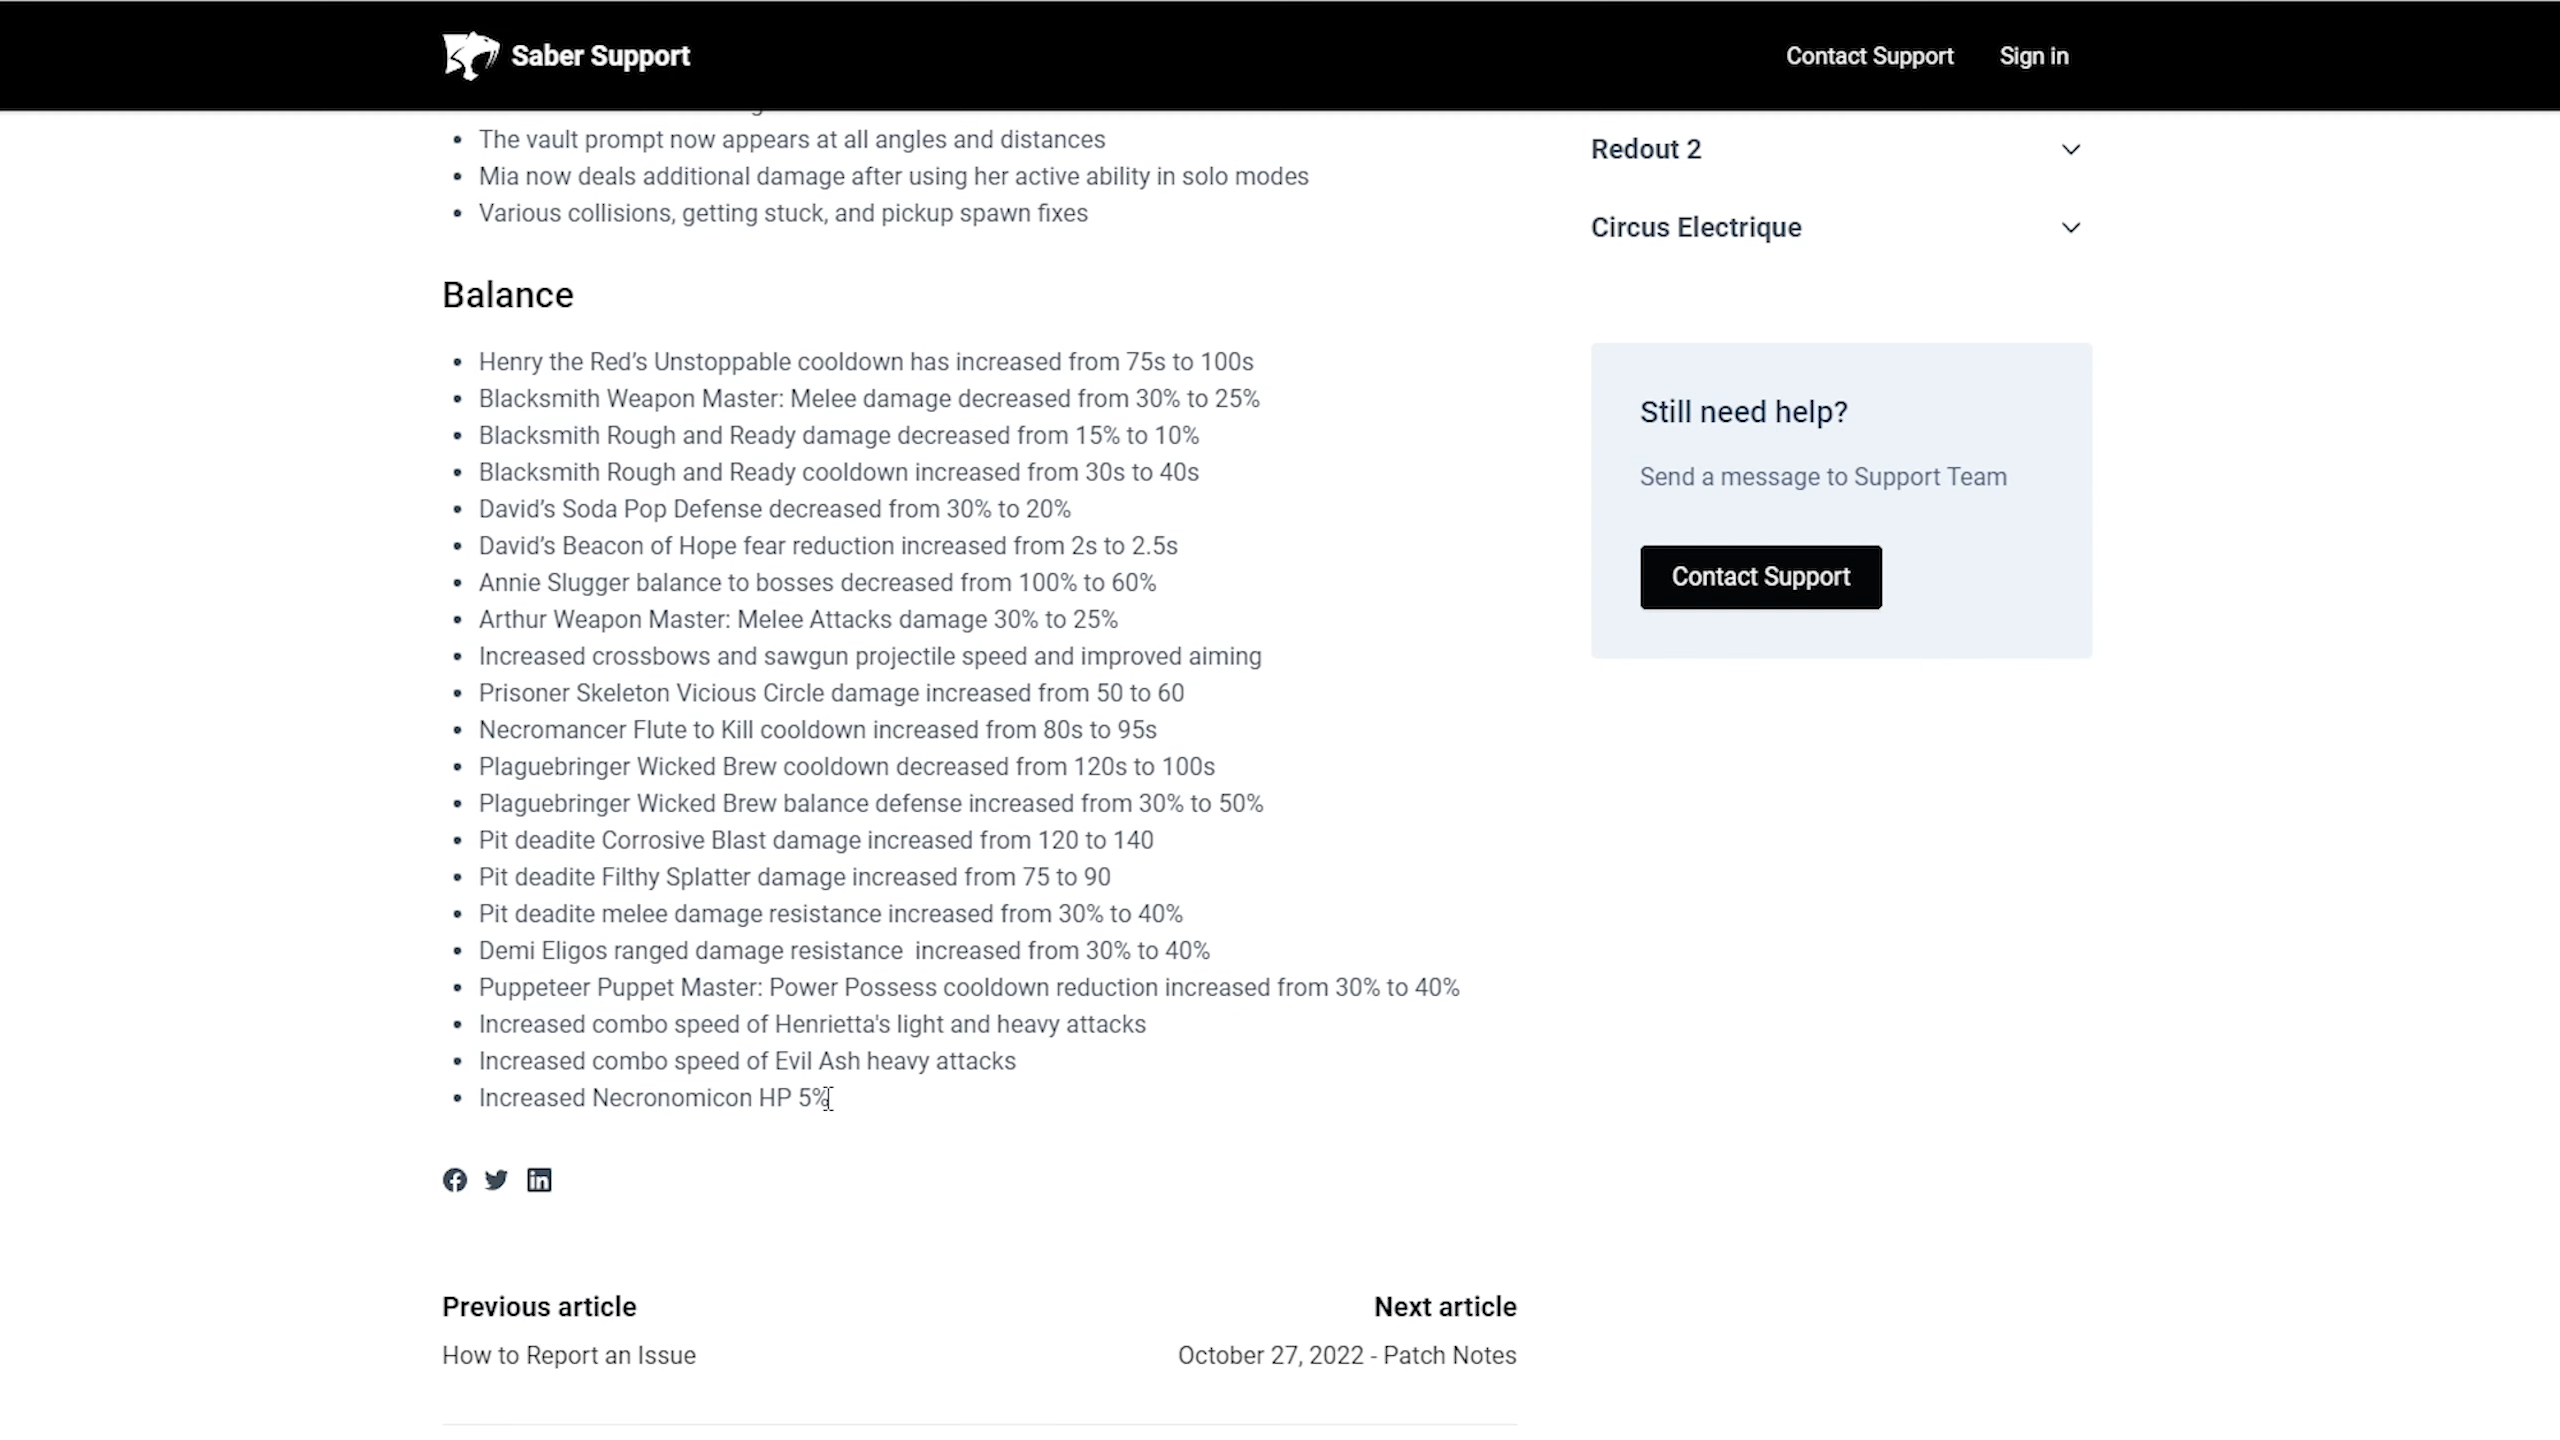 Saber Support
Contact Support
Sign in
The vault prompt now appears at all angles and distances
Mia now deals additional damage after using her active ability in solo modes
Various collisions, getting stuck, and pickup spawn fixes
Balance
Henry the Red’s Unstoppable cooldown has increased from 75s to 100s
Blacksmith Weapon Master: Melee damage decreased from 30% to 25%
Blacksmith Rough and Ready damage decreased from 15% to 10%
Blacksmith Rough and Ready cooldown increased from 30s to 40s
David’s Soda Pop Defense decreased from 30% to 20%
David’s Beacon of Hope fear reduction increased from 2s to 2.5s
Annie Slugger balance to bosses decreased from 100% to 60%
Arthur Weapon Master: Melee Attacks damage 30% to 25%
Increased crossbows and sawgun projectile speed and improved aiming
Prisoner Skeleton Vicious Circle damage increased from 50 to 60
Necromancer Flute to Kill cooldown increased from 80s to 95s
Plaguebringer Wicked Brew cooldown decreased from 120s to 100s
Plaguebringer Wicked Brew balance defense increased from 30% to 50%
Pit deadite Corrosive Blast damage increased from 120 to 140
Pit deadite Filthy Splatter damage increased from 75 to 90
Pit deadite melee damage resistance increased from 30% to 40%
Demi Eligos ranged damage resistance  increased from 30% to 40%
Puppeteer Puppet Master: Power Possess cooldown reduction increased from 30% to 40%
Increased combo speed of Henrietta's light and heavy attacks
Increased combo speed of Evil Ash heavy attacks
Increased Necronomicon HP 5%
Previous article
How to Report an Issue
Next article
October 27, 2022 - Patch Notes
Redout 2
Circus Electrique
Still need help?
Send a message to Support Team
Contact Support